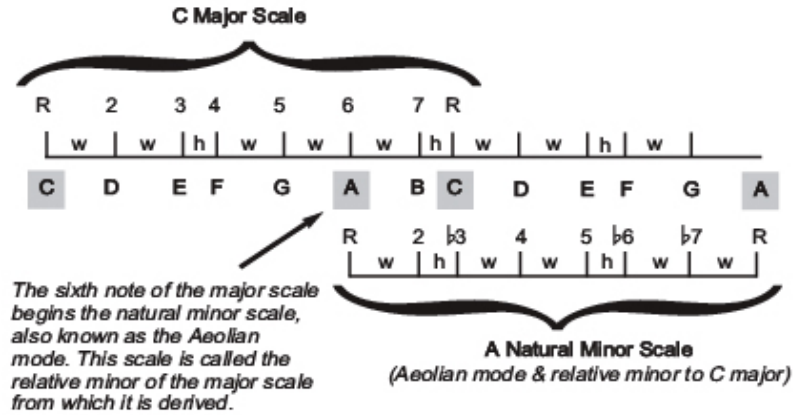 C Major Scale
R 2 3 4 5 6 7 R
w w h w w w h w w h w
C D E F G A B C D E F G A
R 2 ♭3 4 5 ♭6 ♭7 R
w h w w h w w
The sixth note of the major scale
begins the natural minor scale,
also known as the Aeolian
mode. This scale is called the
relative minor of the major scale
from which it is derived.
A Natural Minor Scale
(Aeolian mode & relative minor to C major)